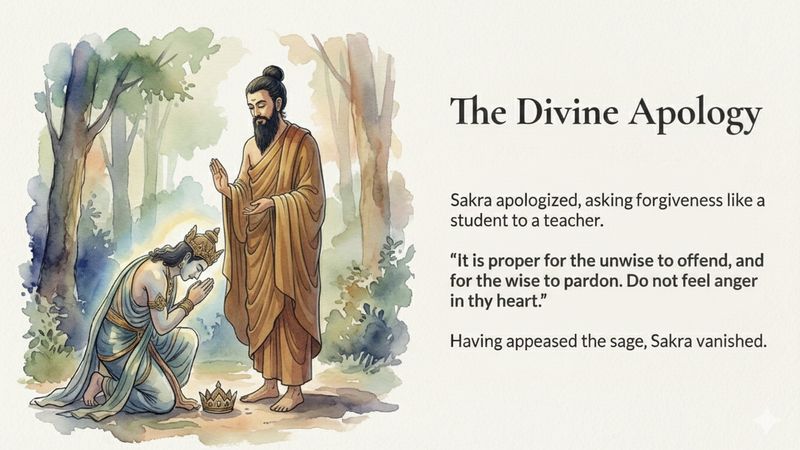 The Divine Apology
Sakra apologized, asking forgiveness like a
student to a teacher.
“It is proper for the unwise to offend, and
for the wise to pardon. Do not feel anger
in thy heart.”
Having appeased the sage, Sakra vanished.